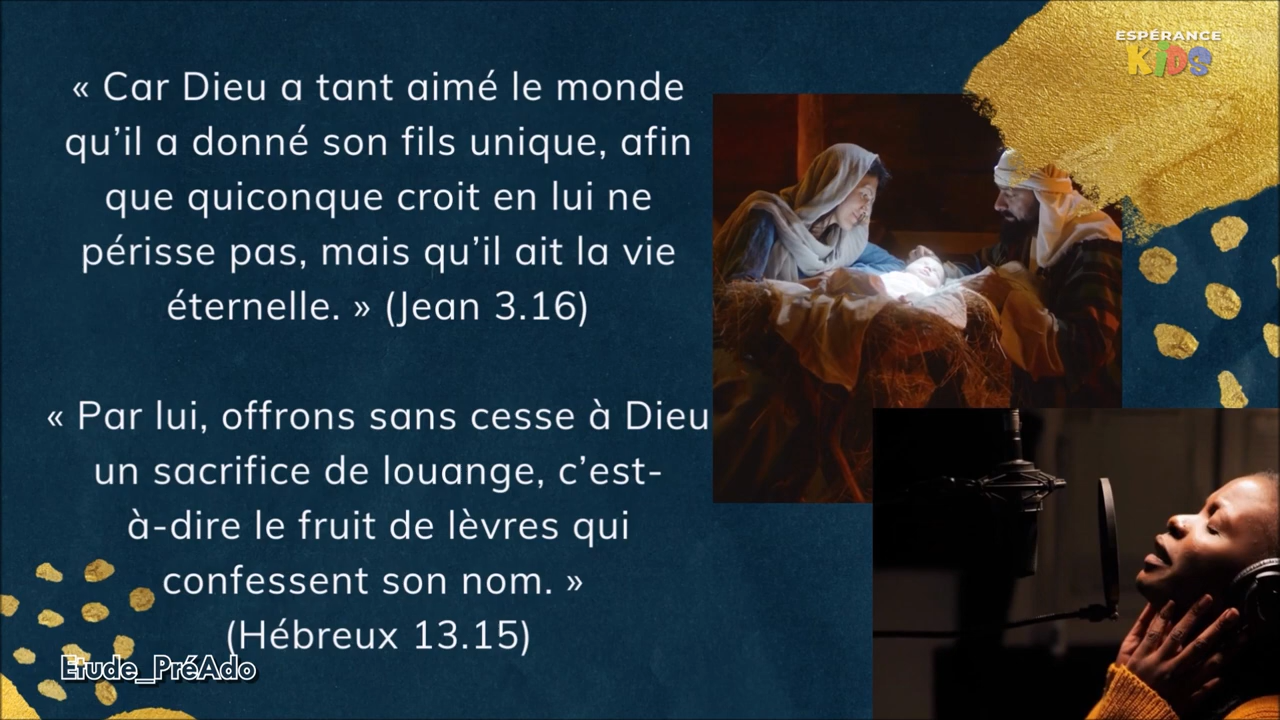 ESPÉRANCE
KiDS
« Car Dieu a tant aimé le monde
qu’il a donné son fils unique, afin
que quiconque croit en lui ne
périsse pas, mais qu’il ait la vie
éternelle. » (Jean 3.16)
« Par lui, offrons sans cesse à Dieu
un sacrifice de louange, c’est-
à-dire le fruit de lèvres qui
confessent son nom. »
(Hébreux 13.15)
Etude_PréAdo